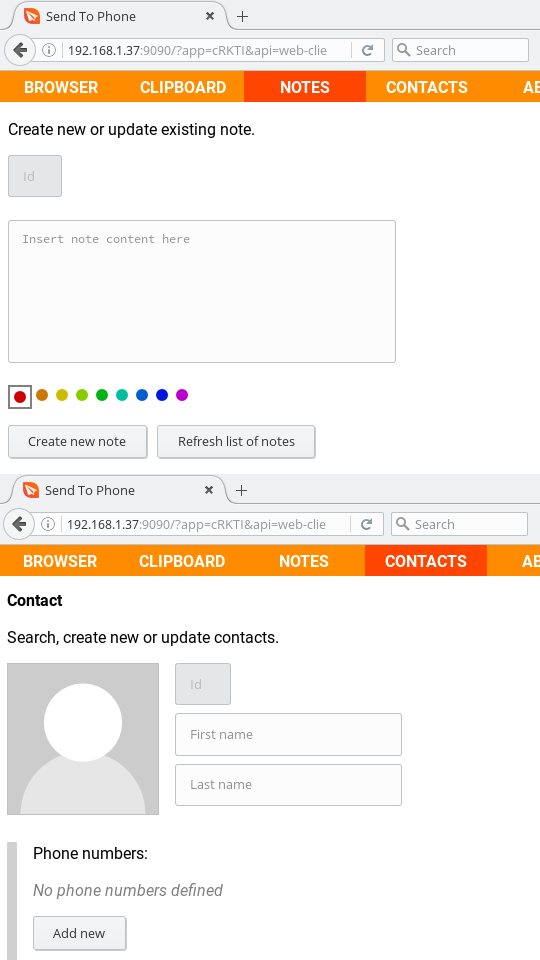 Send To Phone
192.168.1.37:9090/?app=cRKTI&api=web-clie
Search
BROWSER CLIPBOARD NOTES CONTACTS AB
Create new or update existing note.
Id
Insert note content here
Create new note Refresh list of notes
Send To Phone
192.168.1.37:9090/?app=cRKTI&api=web-clie
Search
BROWSER CLIPBOARD NOTES CONTACTS AB
Contact
Search, create new or update contacts.
Id
First name
Last name
Phone numbers:
No phone numbers defined
Add new